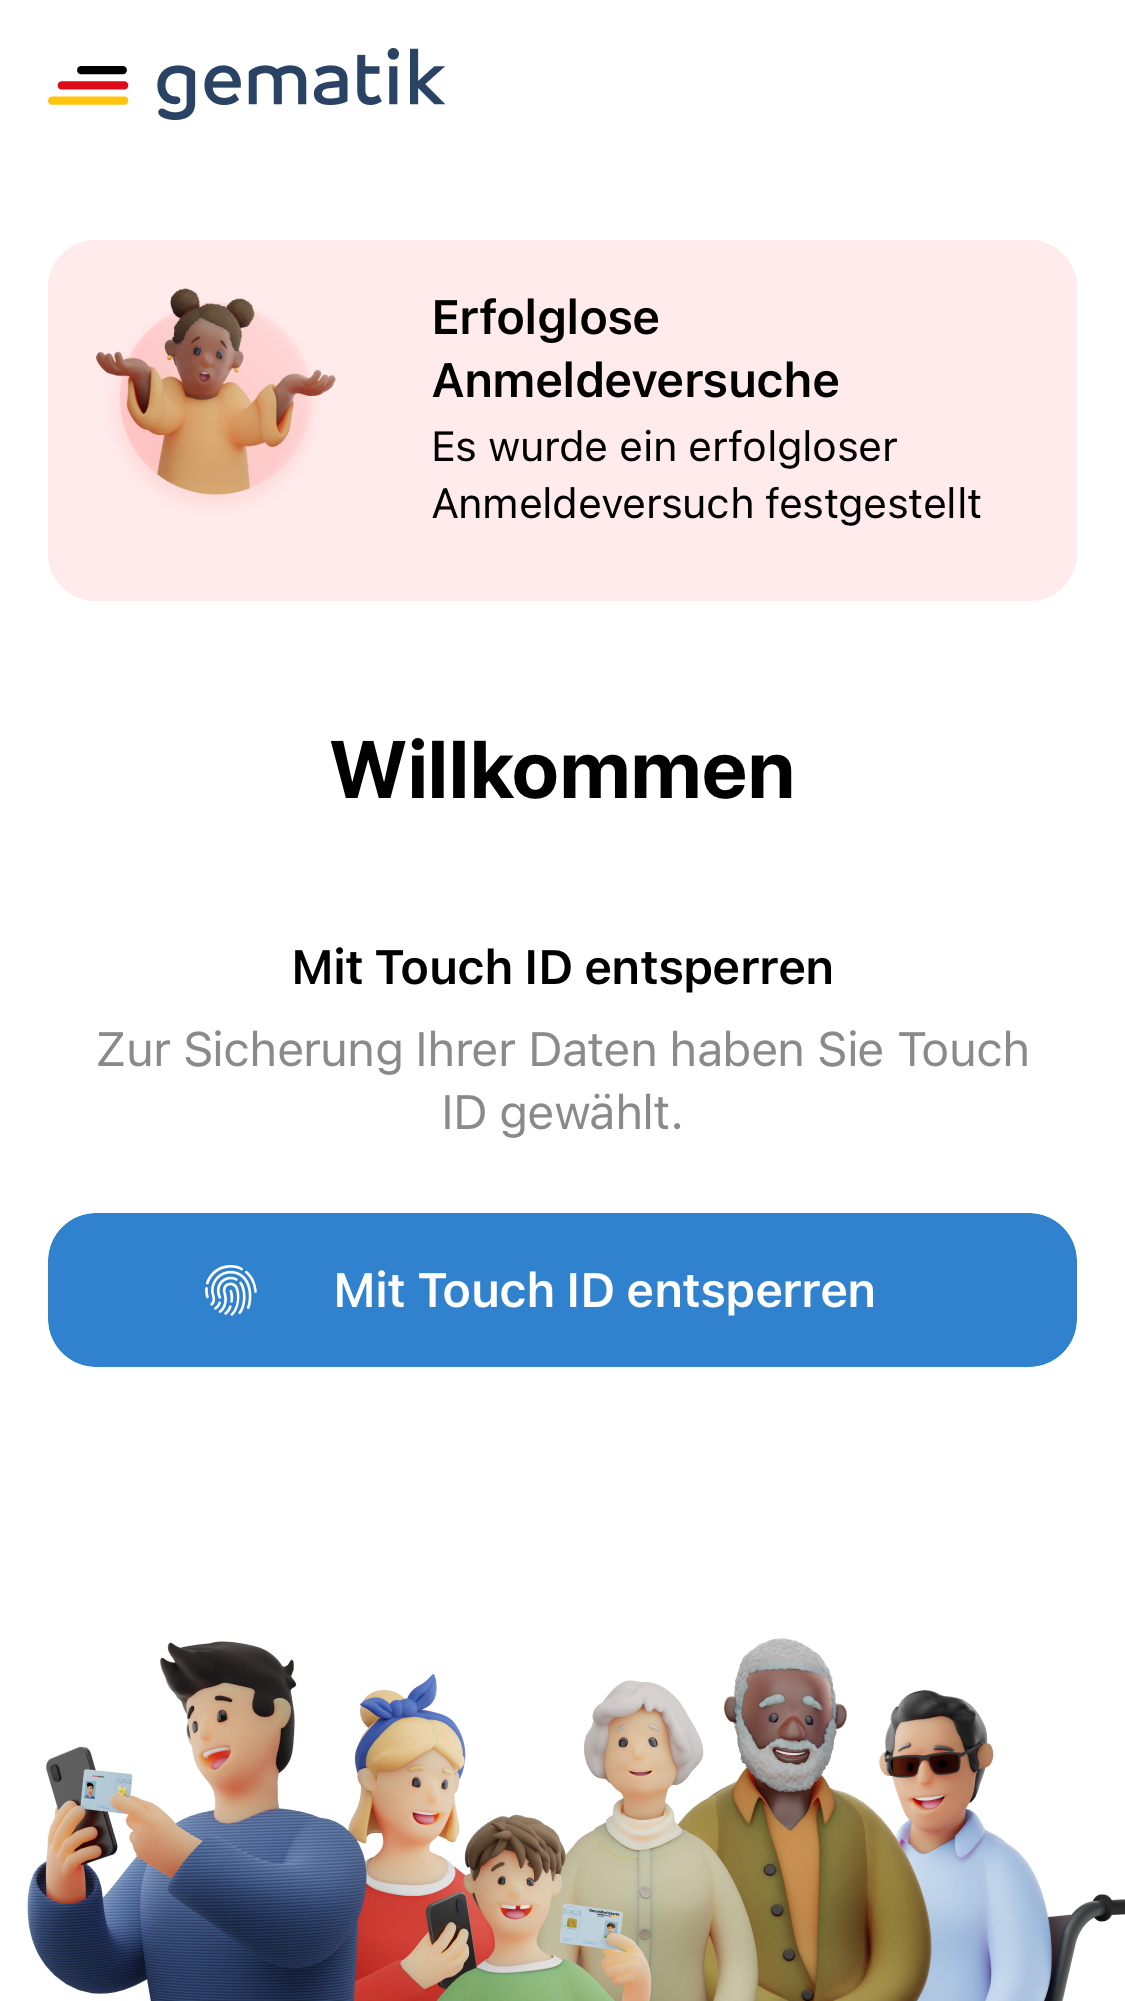 gematik
Erfolglose
Anmeldeversuche
Es wurde ein erfolgloser
Anmeldeversuch festgestellt
Willkommen
Mit Touch ID entsperren
Zur Sicherung Ihrer Daten haben Sie Touch
ID gewählt.
Mit Touch ID entsperren
Gesundheitskarte